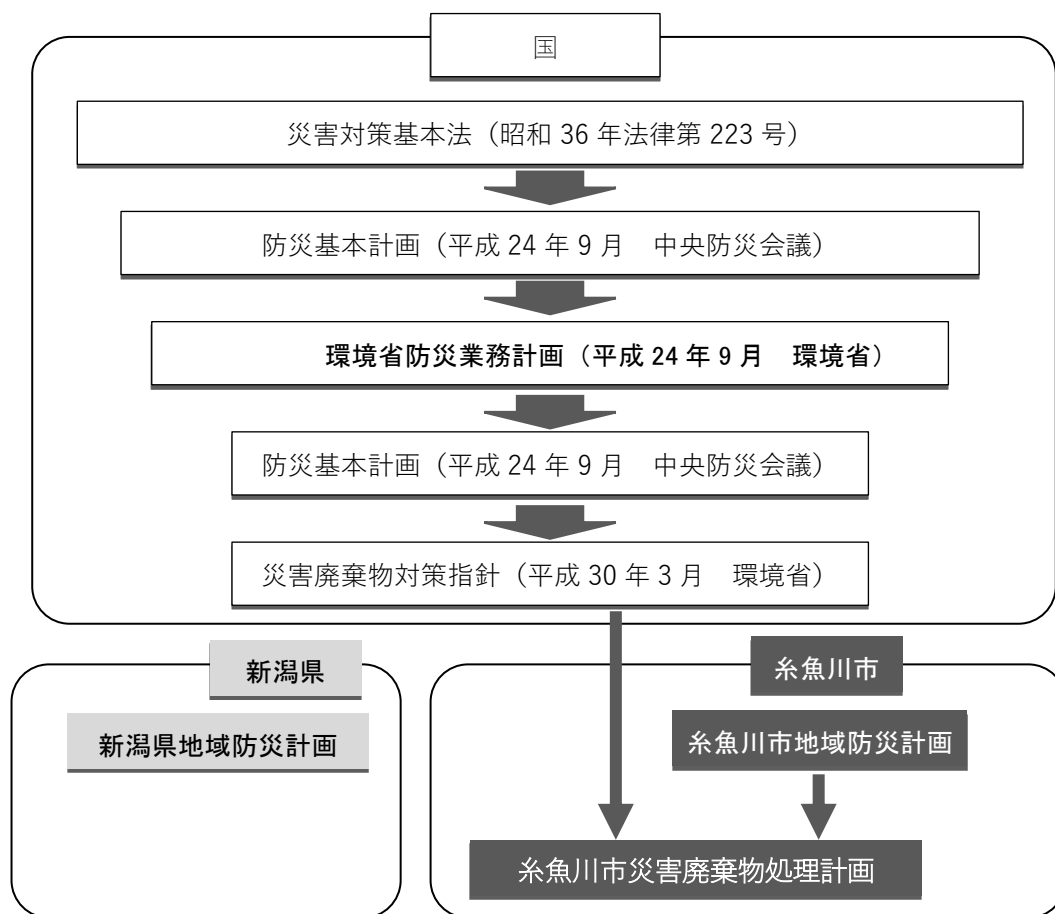 国
災害対策基本法（昭和 36 年法律第 223 号）
防災基本計画（平成 24 年 9 月　中央防災会議）
環境省防災業務計画（平成 24 年 9 月　環境省）
防災基本計画（平成 24 年 9 月　中央防災会議）
災害廃棄物対策指針（平成 30 年 3 月　環境省）
新潟県
新潟県地域防災計画
糸魚川市
糸魚川市地域防災計画
糸魚川市災害廃棄物処理計画